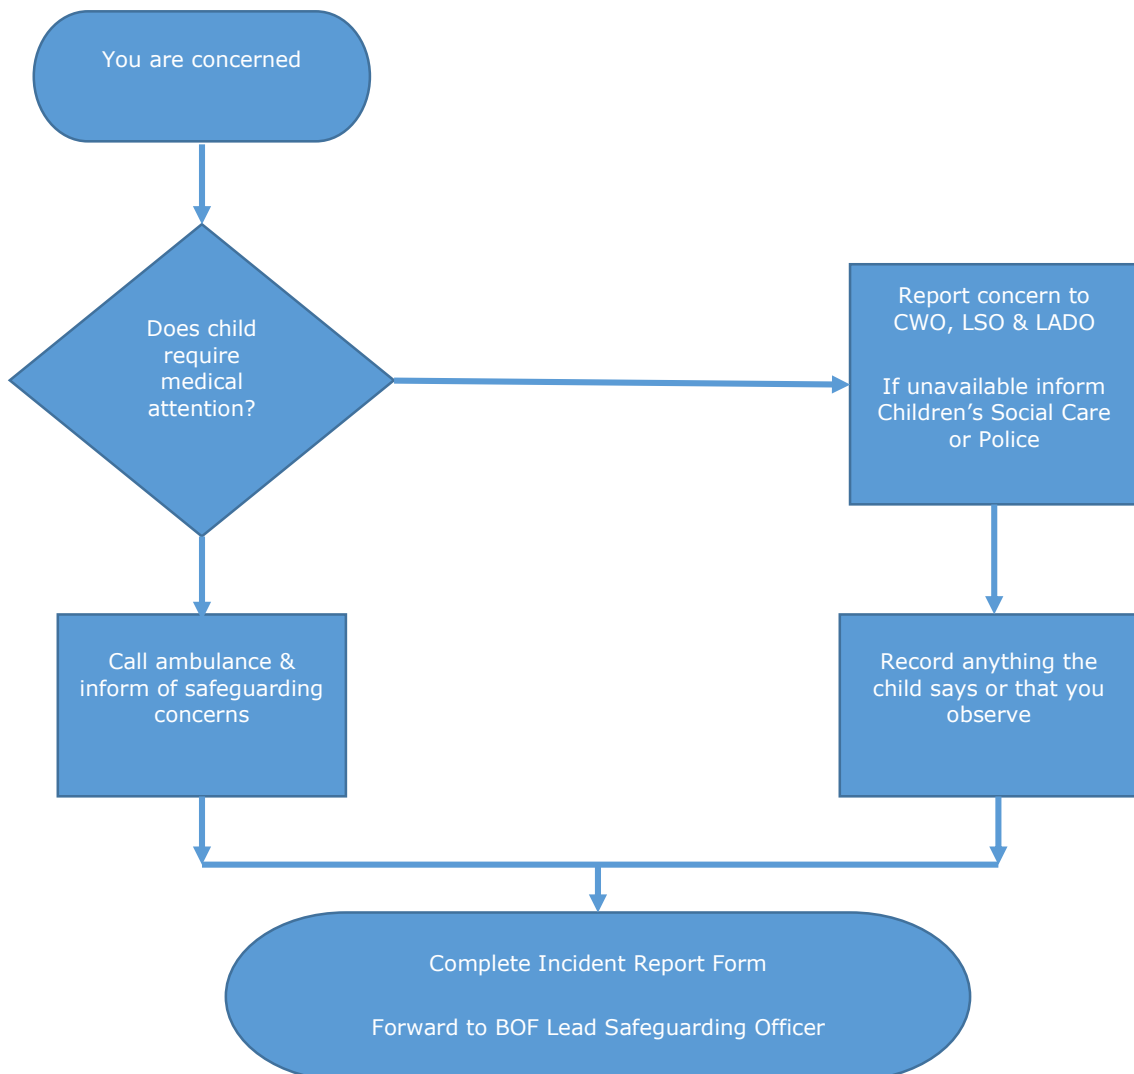 You are concerned
Does child
require
medical
attention?
Report concern to
CWO, LSO & LADO
If unavailable inform
Children’s Social Care
or Police
Call ambulance &
inform of safeguarding
concerns
Record anything the
child says or that you
observe
Complete Incident Report Form
Forward to BOF Lead Safeguarding Officer